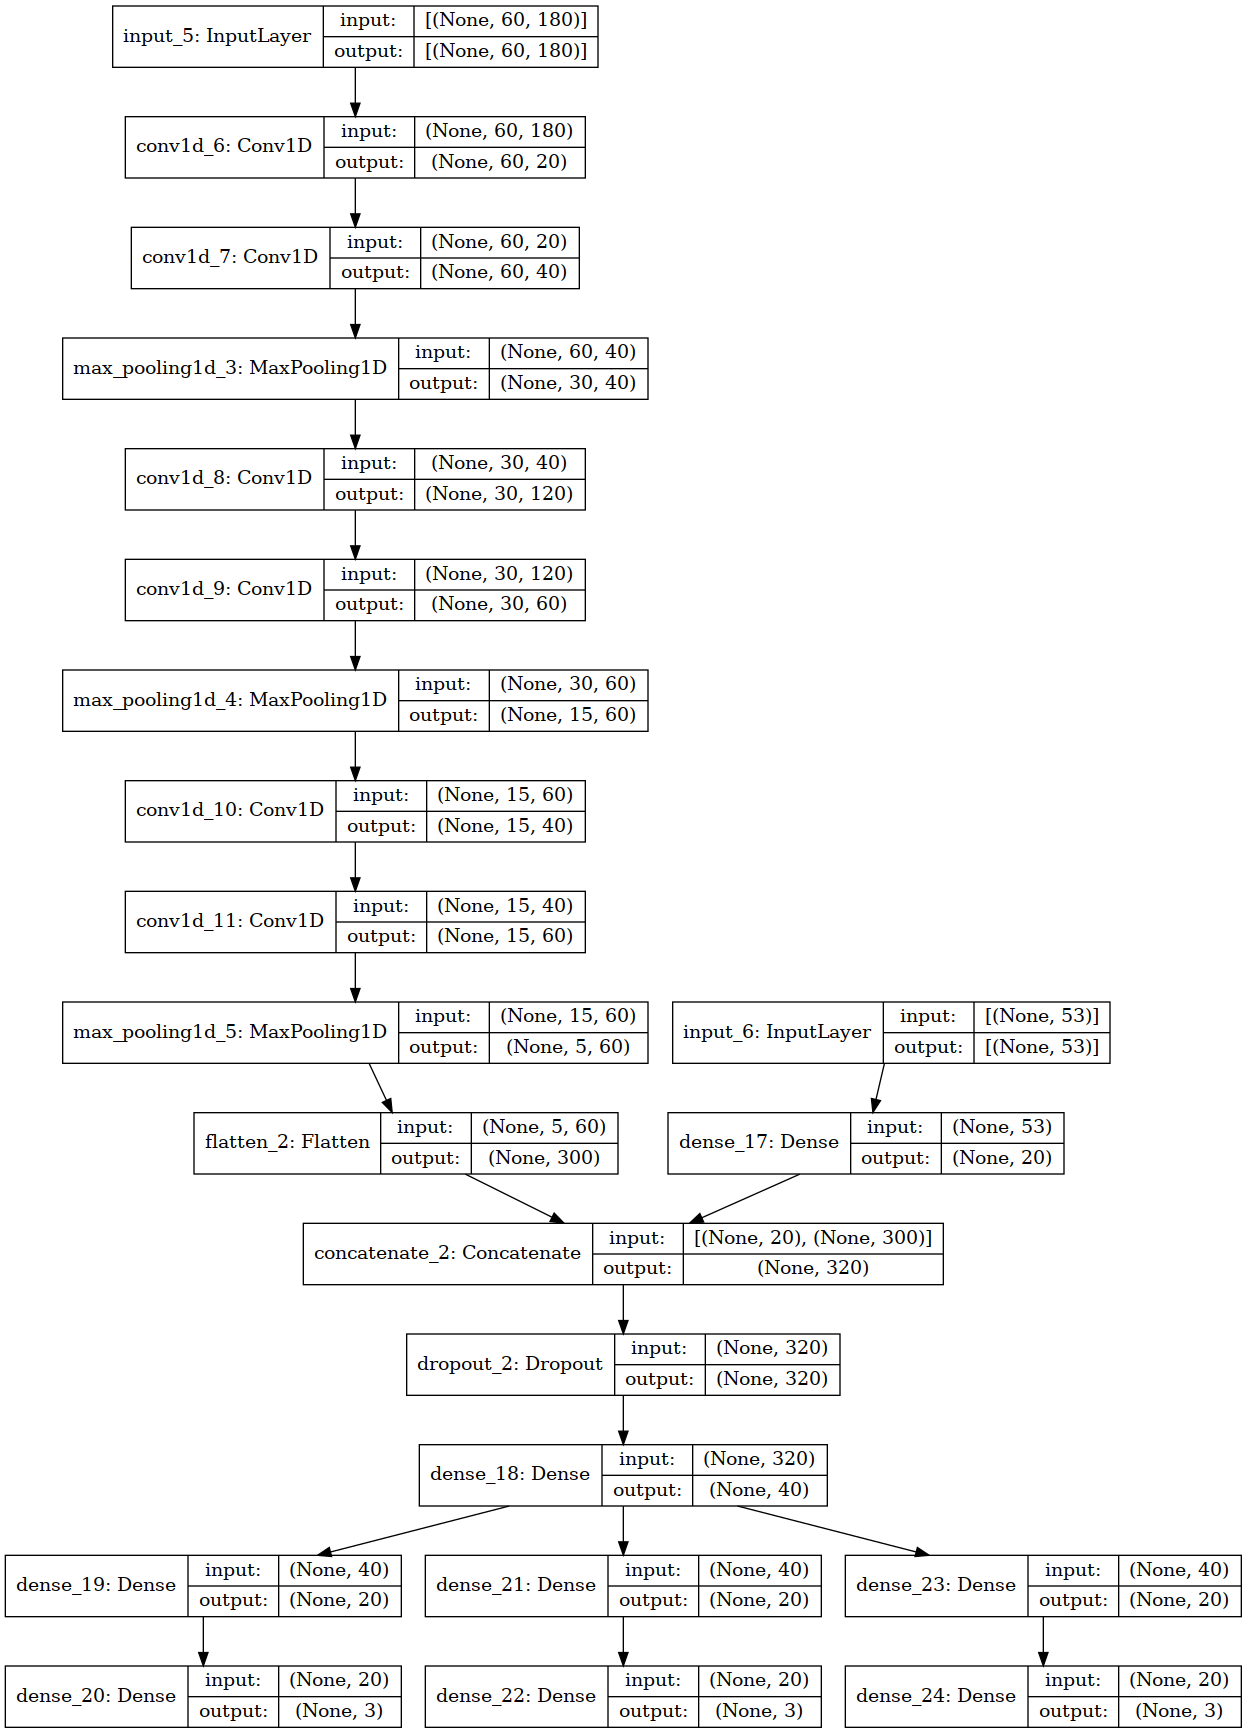 input_5: InputLayer
input: [(None, 60, 180)]
output: [(None, 60, 180)]
conv1d_6: Conv1D
input: (None, 60, 180)
output: (None, 60, 20)
conv1d_7: Conv1D
input: (None, 60, 20)
output: (None, 60, 40)
max_pooling1d_3: MaxPooling1D
input: (None, 60, 40)
output: (None, 30, 40)
conv1d_8: Conv1D
input: (None, 30, 40)
output: (None, 30, 120)
conv1d_9: Conv1D
input: (None, 30, 120)
output: (None, 30, 60)
max_pooling1d_4: MaxPooling1D
input: (None, 30, 60)
output: (None, 15, 60)
conv1d_10: Conv1D
input: (None, 15, 60)
output: (None, 15, 40)
conv1d_11: Conv1D
input: (None, 15, 40)
output: (None, 15, 60)
max_pooling1d_5: MaxPooling1D
input: (None, 15, 60)
output: (None, 5, 60)
input_6: InputLayer
input: [(None, 53)]
output: [(None, 53)]
flatten_2: Flatten
input: (None, 5, 60)
output: (None, 300)
dense_17: Dense
input: (None, 53)
output: (None, 20)
concatenate_2: Concatenate
input: [(None, 20), (None, 300)]
output: (None, 320)
dropout_2: Dropout
input: (None, 320)
output: (None, 320)
dense_18: Dense
input: (None, 320)
output: (None, 40)
dense_19: Dense
input: (None, 40)
output: (None, 20)
dense_21: Dense
input: (None, 40)
output: (None, 20)
dense_23: Dense
input: (None, 40)
output: (None, 20)
dense_20: Dense
input: (None, 20)
output: (None, 3)
dense_22: Dense
input: (None, 20)
output: (None, 3)
dense_24: Dense
input: (None, 20)
output: (None, 3)